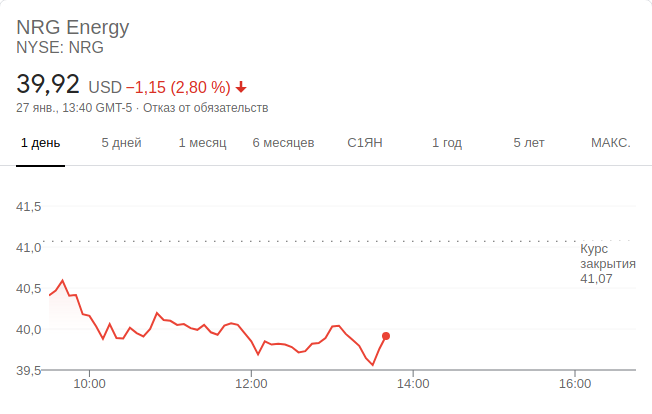 NRG Energy
NYSE: NRG
39,92 USD −1,15 (2,80 %)
27 янв., 13:40 GMT-5 · Отказ от обязательств
1 день 5 дней 1 месяц 6 месяцев С1ЯН 1 год 5 лет МАКС.
41,5
41,0
Курс
закрытия
41,07
40,5
40,0
39,5
10:00 12:00 14:00 16:00